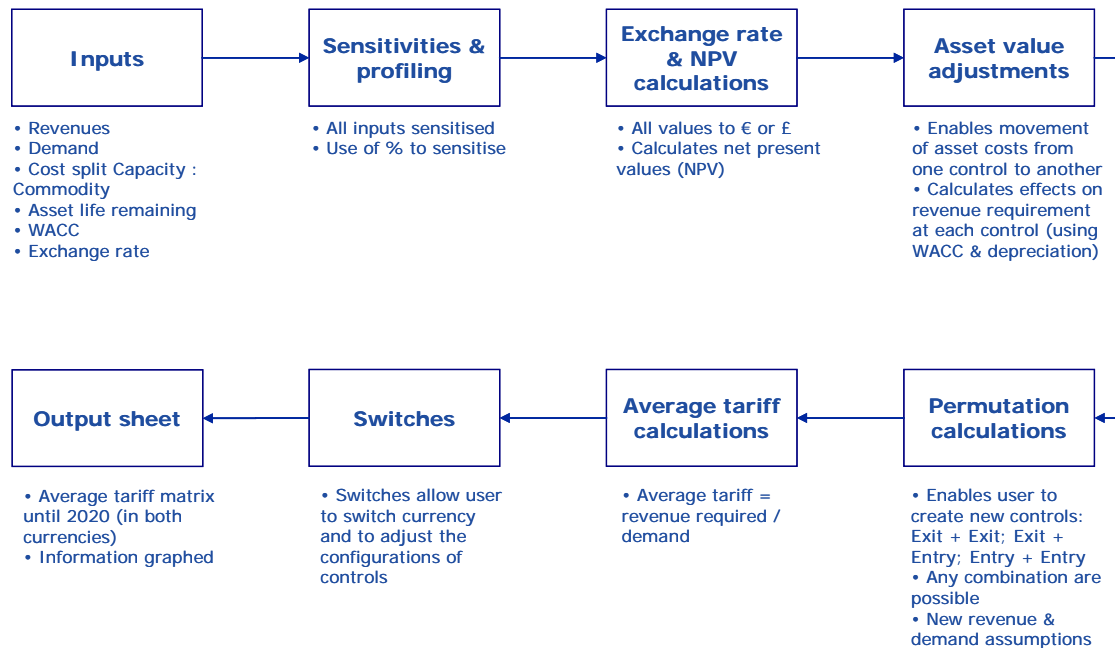 Inputs
• Revenues
• Demand
• Cost split Capacity :
Commodity
• Asset life remaining
• WACC
• Exchange rate
Sensitivities &
profiling
• All inputs sensitised
• Use of % to sensitise
Exchange rate
& NPV
calculations
• All values to € or £
• Calculates net present
values (NPV)
Asset value
adjustments
• Enables movement
of asset costs from
one control to another
• Calculates effects on
revenue requirement
at each control (using
WACC & depreciation)
Permutation
calculations
• Enables user to
create new controls:
Exit + Exit; Exit +
Entry; Entry + Entry
• Any combination are
possible
• New revenue &
demand assumptions
Average tariff
calculations
• Average tariff =
revenue required /
demand
Switches
• Switches allow user
to switch currency
and to adjust the
configurations of
controls
Output sheet
• Average tariff matrix
until 2020 (in both
currencies)
• Information graphed